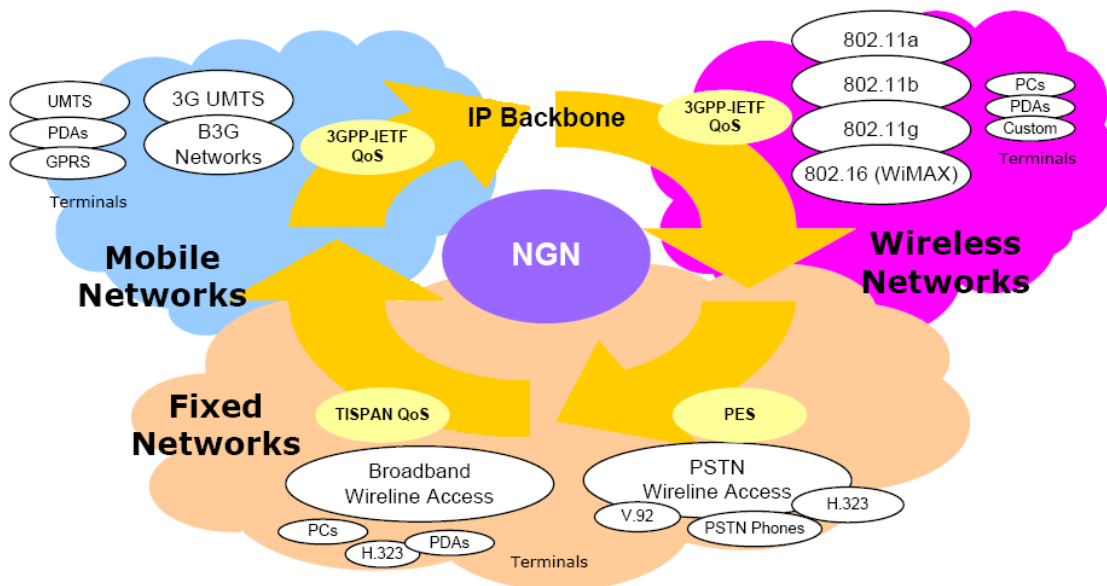 UMTS
PDAs
GPRS
Terminals
3G UMTS
B3G
Networks
3GPP-IETF
QoS
Mobile
Networks
IP Backbone
NGN
3GPP-IETF
QoS
802.11a
802.11b
802.11g
802.16 (WiMAX)
PCs
PDAs
Custom
Terminals
Wireless
Networks
Fixed
Networks
TISPAN QoS
Broadband
Wireline Access
PCs
H.323
PDAs
Terminals
PES
PSTN
Wireline Access
V.92
PSTN Phones
H.323